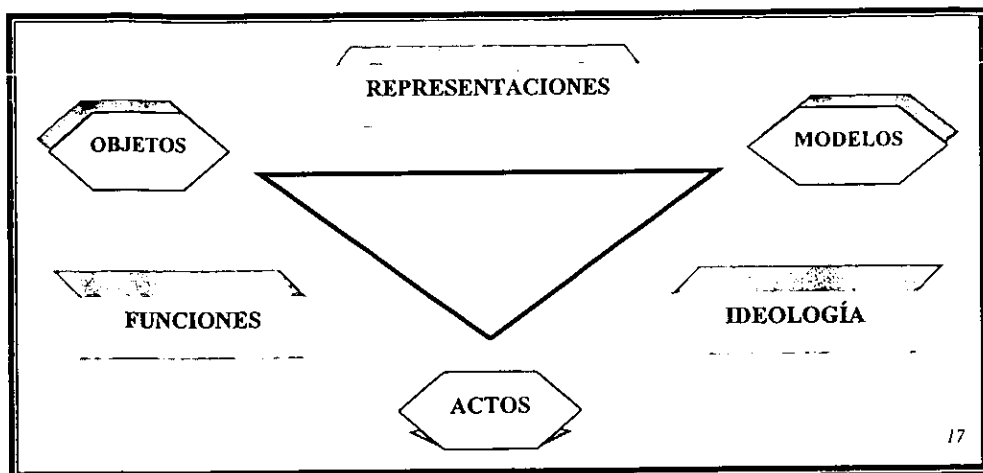 REPRESENTACIONES
OBJETOS
MODELOS
FUNCIONES
IDEOLOGÍA
ACTOS
17